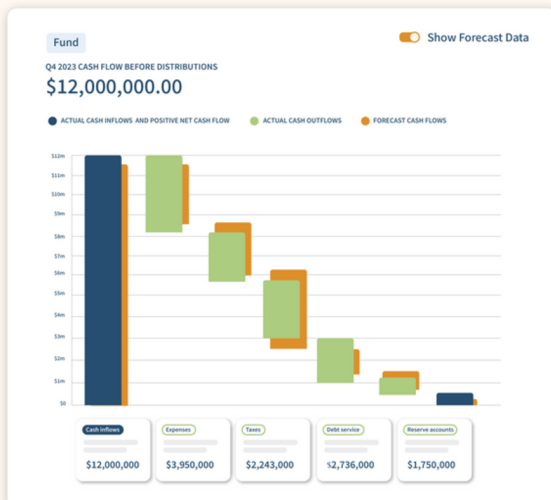 Fund
Show Forecast Data
Q4 2023 CASH FLOW BEFORE DISTRIBUTIONS
$12,000,000.00
ACTUAL CASH INFLOWS AND POSITIVE NET CASH FLOW
ACTUAL CASH OUTFLOWS
FORECAST CASH FLOWS
$12m
$11m
$10m
$9m
$8m
$7m
$6m
$5m
$4m
$3m
$2m
$1m
$0
Cash inflows
Expenses
Taxes
Debt service
Reserve accounts
$12,000,000
$3,950,000
$2,243,000
$2,736,000
$1,750,000